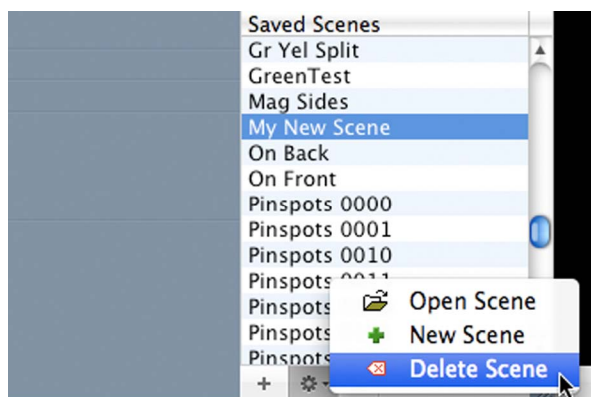 Saved Scenes
Gr Yel Split
GreenTest
Mag Sides
My New Scene
On Back
On Front
Pinspots 0000
Pinspots 0001
Pinspots 0010
Pinspots 0011
Pinspots
Pinspots
Pinspots
Open Scene
New Scene
Delete Scene